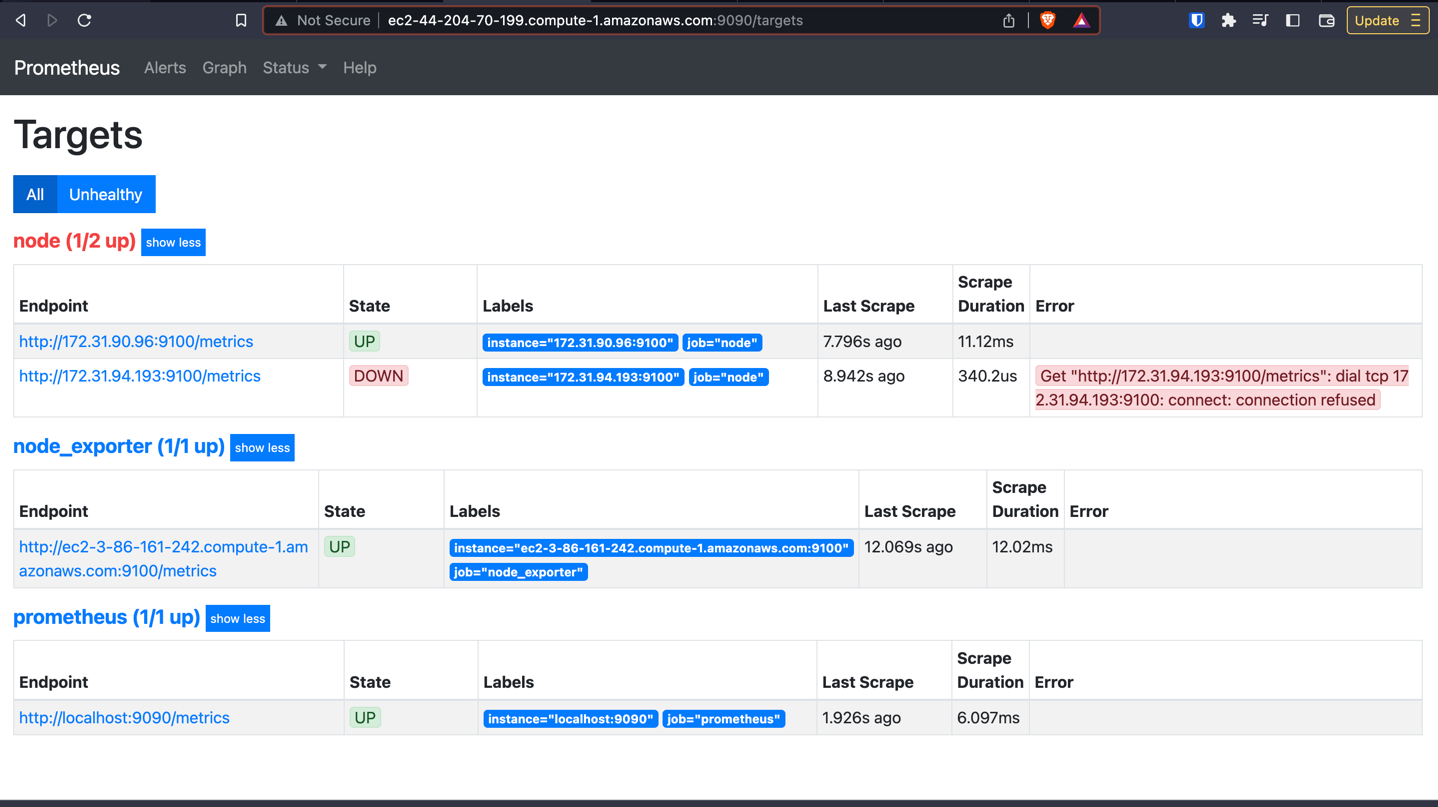 Not Secure ec2-44-204-70-199.compute-1.amazonaws.com:9090/targets Update
Prometheus Alerts Graph Status Help
Targets
All Unhealthy
node (1/2 up) show less
Endpoint State Labels Last Scrape Scrape Duration Error
http://172.31.90.96:9100/metrics UP instance="172.31.90.96:9100" job="node" 7.796s ago 11.12ms
http://172.31.94.193:9100/metrics DOWN instance="172.31.94.193:9100" job="node" 8.942s ago 340.2us Get "http://172.31.94.193:9100/metrics": dial tcp 17
2.31.94.193:9100: connect: connection refused
node_exporter (1/1 up) show less
Endpoint State Labels Last Scrape Scrape Duration Error
http://ec2-3-86-161-242.compute-1.am UP instance="ec2-3-86-161-242.compute-1.amazonaws.com:9100" 12.069s ago 12.02ms
azonaws.com:9100/metrics job="node_exporter"
prometheus (1/1 up) show less
Endpoint State Labels Last Scrape Scrape Duration Error
http://localhost:9090/metrics UP instance="localhost:9090" job="prometheus" 1.926s ago 6.097ms